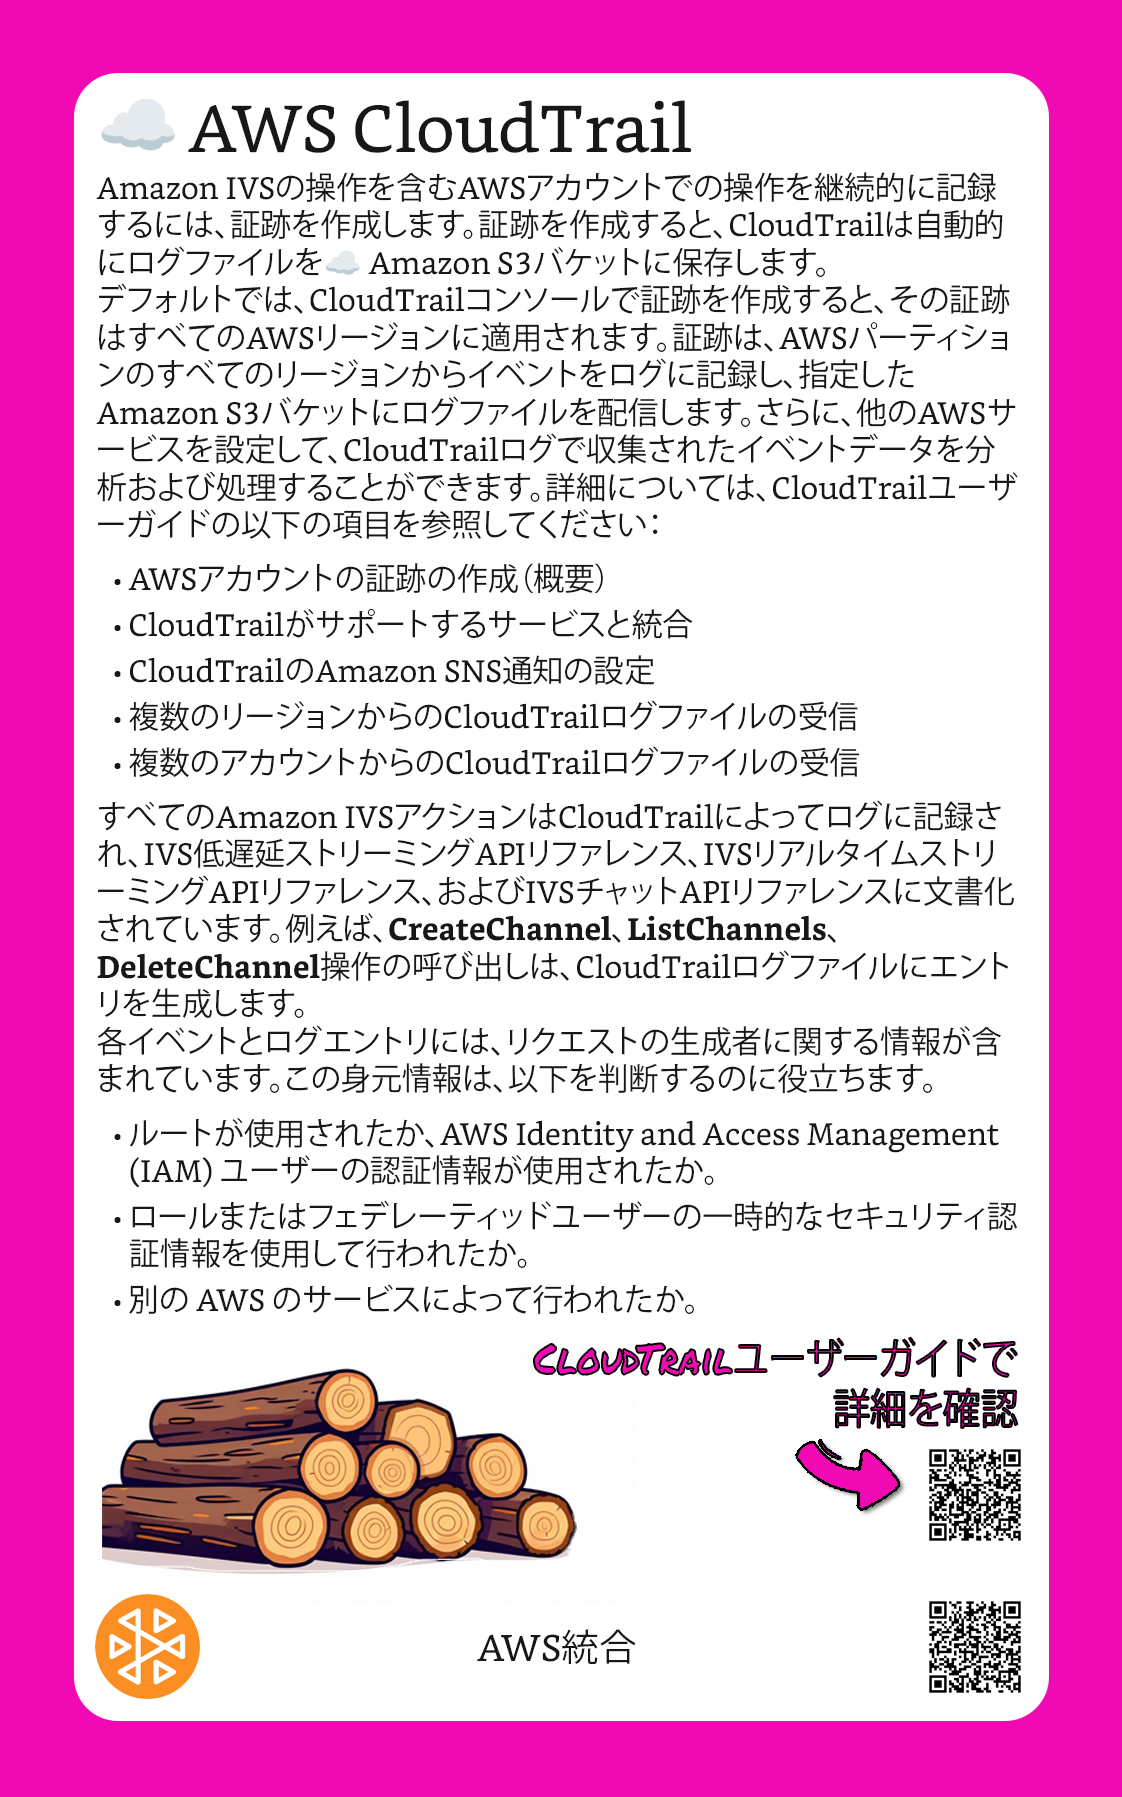 ☁️ AWS CloudTrail
Amazon IVSの操作を含むAWSアカウントでの操作を継続的に記録
するには、証跡を作成します。証跡を作成すると、CloudTrailは自動的
にログファイルを☁️ Amazon S3バケットに保存します。
デフォルトでは、CloudTrailコンソールで証跡を作成すると、その証跡
はすべてのAWSリージョンに適用されます。証跡は、AWSパーティショ
ンのすべてのリージョンからイベントをログに記録し、指定した
Amazon S3バケットにログファイルを配信します。さらに、他のAWSサ
ービスを設定して、CloudTrailログで収集されたイベントデータを分
析および処理することができます。詳細については、CloudTrailユーザ
ーガイドの以下の項目を参照してください：
• AWSアカウントの証跡の作成（概要）
• CloudTrailがサポートするサービスと統合
• CloudTrailのAmazon SNS通知の設定
• 複数のリージョンからのCloudTrailログファイルの受信
• 複数のアカウントからのCloudTrailログファイルの受信
すべてのAmazon IVSアクションはCloudTrailによってログに記録さ
れ、IVS低遅延ストリーミングAPIリファレンス、IVSリアルタイムストリ
ーミングAPIリファレンス、およびIVSチャットAPIリファレンスに文書化
されています。例えば、CreateChannel、ListChannels、
DeleteChannel操作の呼び出しは、CloudTrailログファイルにエント
リを生成します。
各イベントとログエントリには、リクエストの生成者に関する情報が含
まれています。この身元情報は、以下を判断するのに役立ちます。
• ルートが使用されたか、AWS Identity and Access Management
(IAM) ユーザーの認証情報が使用されたか。
• ロールまたはフェデレーティッドユーザーの一時的なセキュリティ認
証情報を使用して行われたか。
• 別の AWS のサービスによって行われたか。
CloudTrailユーザーガイドで
詳細を確認
AWS統合